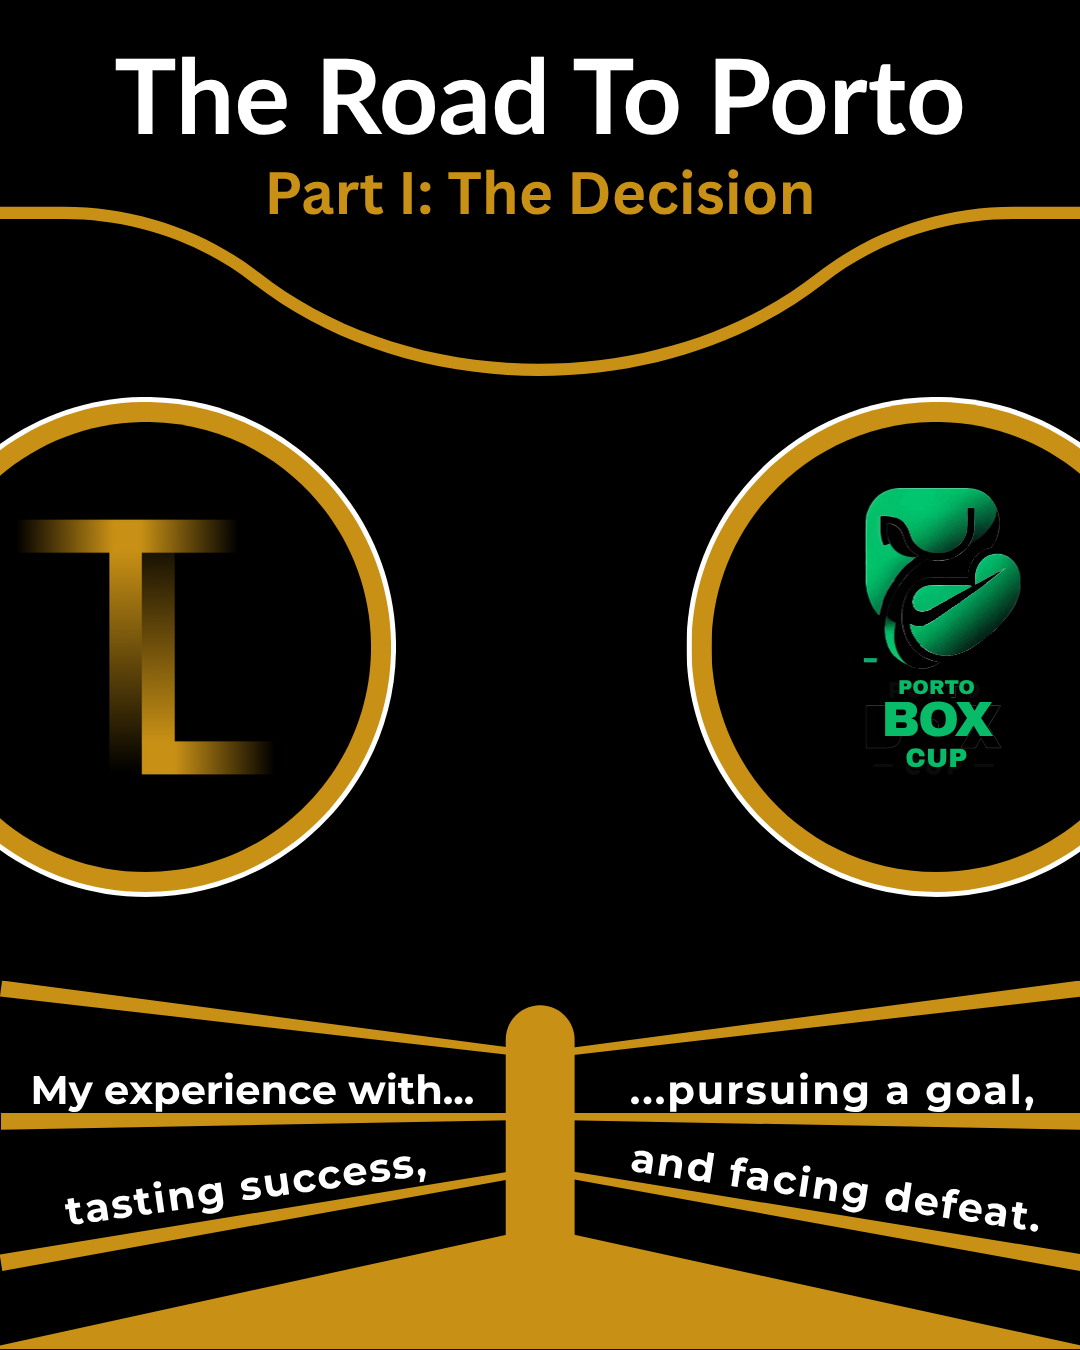 The Road To Porto
Part I: The Decision
TL
PORTO
BOX
CUP
My experience with...
...pursuing a goal,
tasting success,
and facing defeat.